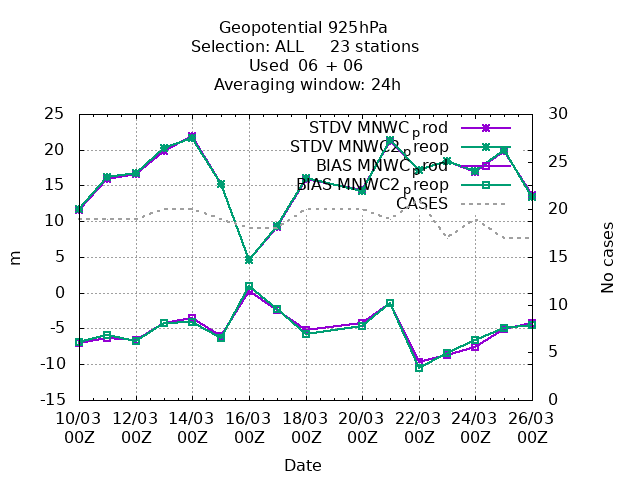 Geopotential 925hPa
Selection: ALL 23 stations
Used 06 + 06
Averaging window: 24h
25 30
STDV MNWC_prod
20 STDV MNWC2_preop 25
BIAS MNWC_prod
15 BIAS MNWC2_preop
CASES 20
10
5 15
0
10
-5
5
-10
-15 0
m
No cases
10/03 12/03 14/03 16/03 18/03 20/03 22/03 24/03 26/03
00Z 00Z 00Z 00Z 00Z 00Z 00Z 00Z 00Z
Date